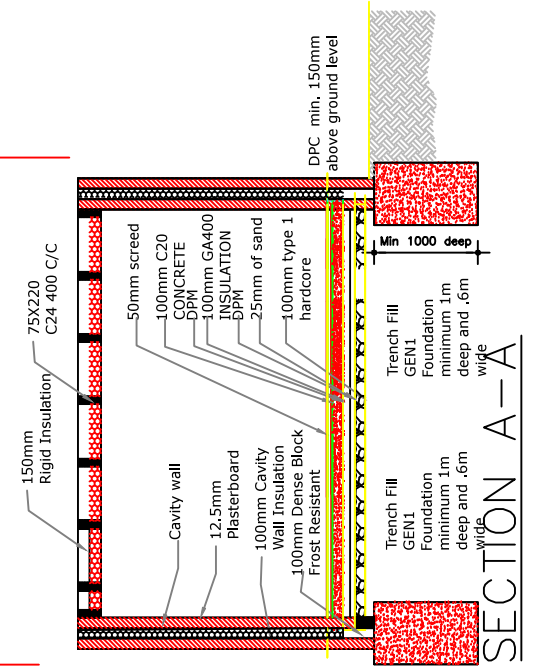 150mm
Rigid Insulation
75X220
C24 400 C/C
Cavity wall
12.5mm
Plasterboard
100mm Cavity
Wall Insulation
100mm Dense Block
Frost Resistant
50mm screed
100mm C20
CONCRETE
DPM
100mm GA400
INSULATION
DPM
25mm of sand
100mm type 1
hardcore
DPC min. 150mm
above ground level
Min 1000 deep
Trench Fill
GEN1
Foundation
minimum 1m
deep and .6m
wide
Trench Fill
GEN1
Foundation
minimum 1m
deep and .6m
wide
SECTION A-A